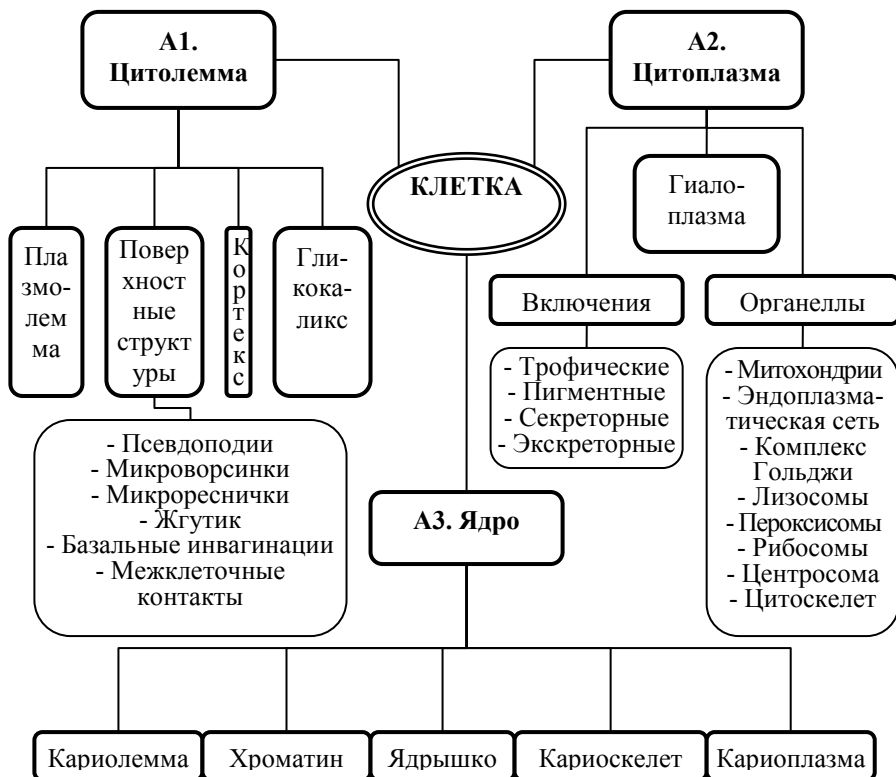 А1.
Цитолемма
А2.
Цитоплазма
КЛЕТКА
Гиало-
плазма
Пла
змо-
лем
ма
Повер
хност
ные
структ
уры
Кортекс
Гли-
кока-
ликс
Включения
- Трофические
- Пигментные
- Секреторные
- Экскреторные
Органеллы
- Митохондрии
- Эндоплазма-
тическая сеть
- Комплекс
Гольджи
- Лизосомы
- Пероксисомы
- Рибосомы
- Центросома
- Цитоскелет
- Псевдоподии
- Микроворсинки
- Микрореснички
- Жгутик
- Базальные инвагинации
- Межклеточные
контакты
А3. Ядро
Кариолемма
Хроматин
Ядрышко
Кариоскелет
Кариоплазма